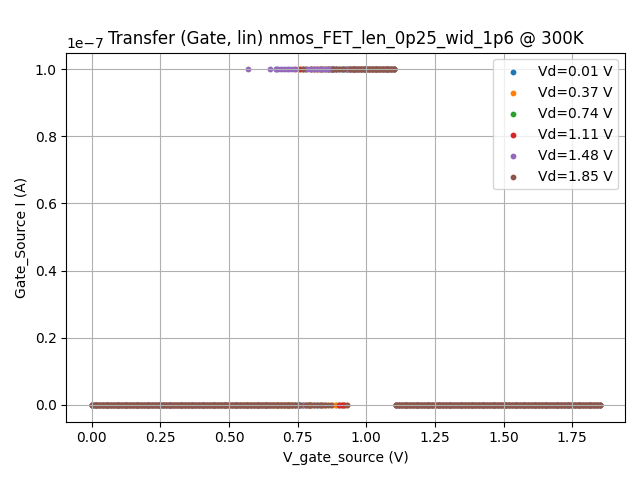 Transfer (Gate, lin) nmos_FET_len_0p25_wid_1p6 @ 300K
1e−7
1.0
0.8
0.6
0.4
0.2
0.0
Gate_Source I (A)
Vd=0.01 V
Vd=0.37 V
Vd=0.74 V
Vd=1.11 V
Vd=1.48 V
Vd=1.85 V
0.00 0.25 0.50 0.75 1.00 1.25 1.50 1.75
V_gate_source (V)